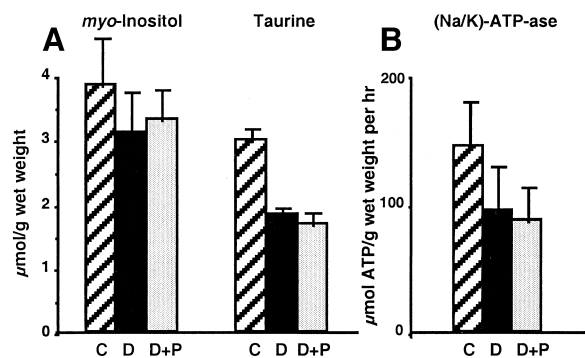 A
myo-Inositol
Taurine
B
(Na/K)-ATP-ase
µmol/g wet weight
4
3
2
1
0
C D D+P
C D D+P
µmol ATP/g wet weight per hr
200
100
0
C D D+P